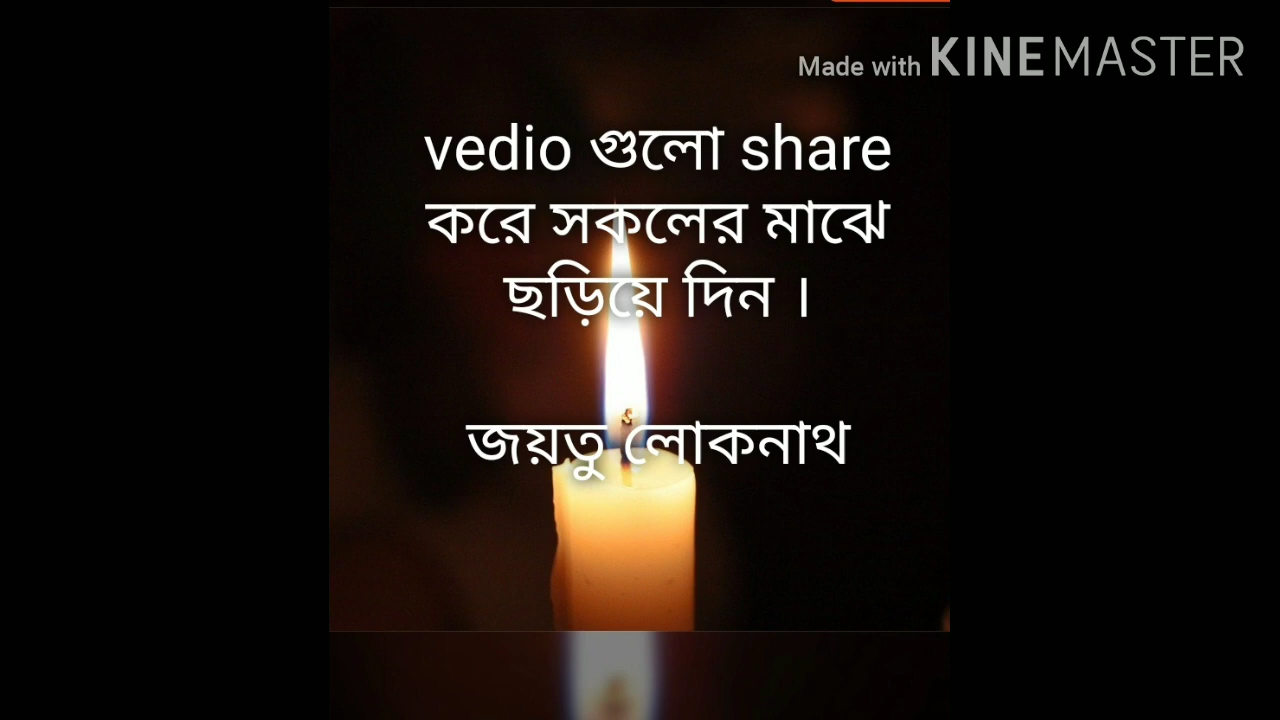 Made with KINEMASTER
vedio গুলো share
করে সকলের মাঝে
ছড়িয়ে দিন ।
জয়তু লোকনাথ